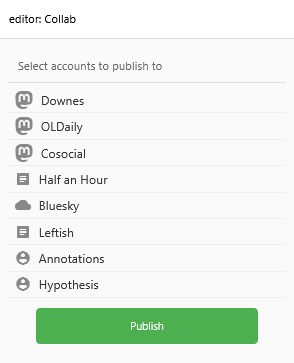 editor: Collab
Select accounts to publish to
Downes
OLDaily
Cosocial
Half an Hour
Bluesky
Leftish
Annotations
Hypothesis
Publish